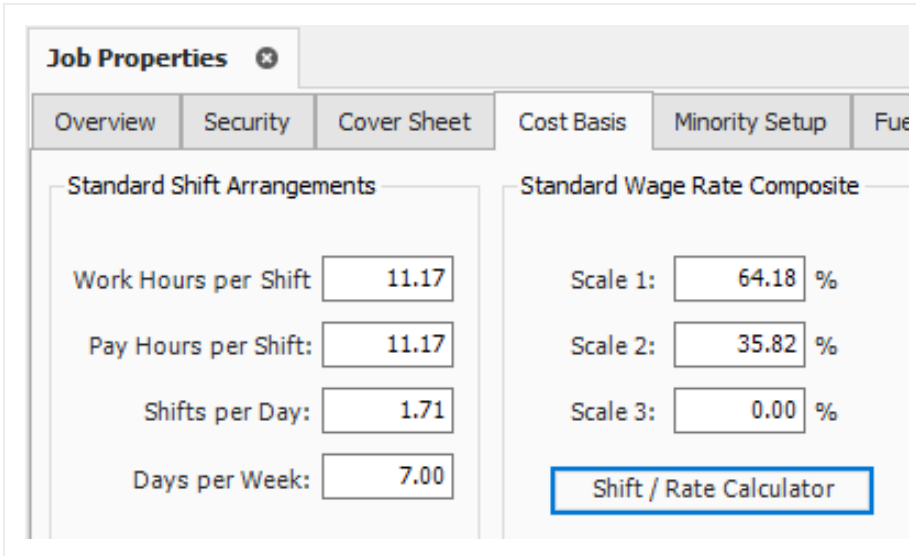 Job Properties
Overview Security Cover Sheet Cost Basis Minority Setup Fue
Standard Shift Arrangements
Work Hours per Shift 11.17
Pay Hours per Shift: 11.17
Shifts per Day: 1.71
Days per Week: 7.00
Standard Wage Rate Composite
Scale 1: 64.18 %
Scale 2: 35.82 %
Scale 3: 0.00 %
Shift / Rate Calculator